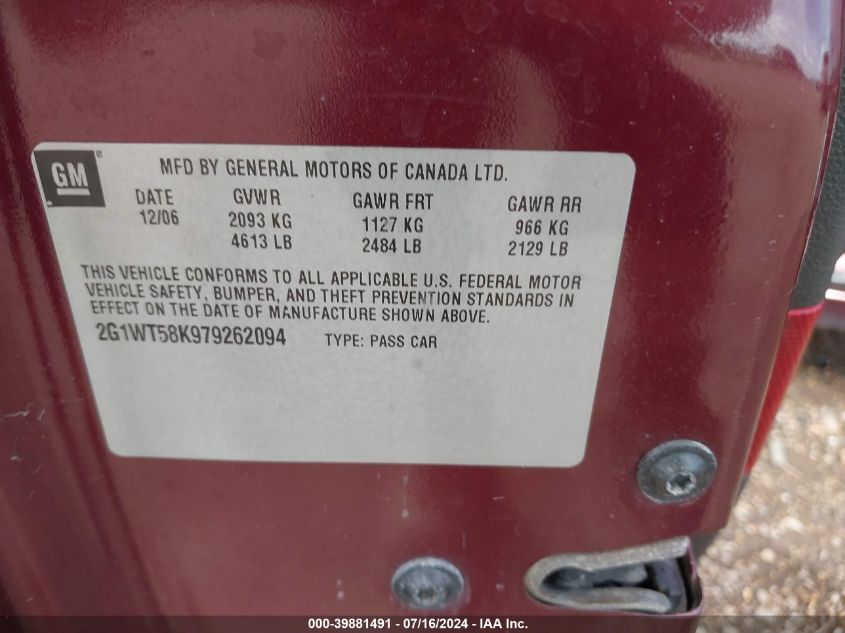 GM
MFD BY GENERAL MOTORS OF CANADA LTD.
DATE GVWR GAWR FRT GAWR RR
12/06 2093 KG 1127 KG 966 KG
4613 LB 2484 LB 2129 LB
THIS VEHICLE CONFORMS TO ALL APPLICABLE U.S. FEDERAL MOTOR
VEHICLE SAFETY, BUMPER, AND THEFT PREVENTION STANDARDS IN
EFFECT ON THE DATE OF MANUFACTURE SHOWN ABOVE.
2G1WT58K979262094 TYPE: PASS CAR
000-39881491 - 07/16/2024 - IAA Inc.